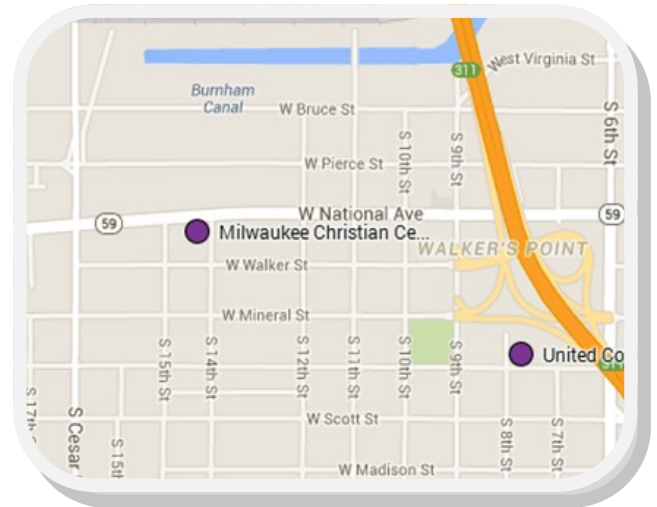 West Virginia St
311
Burnham
Canal
W Bruce St
S 6th St
S 10th St
S 9th St
W Pierce St
W National Ave
59
59
Milwaukee Christian Ce...
WALKER'S POINT
W Walker St
W Mineral St
S 15th St
S 14th St
S 12th St
S 11th St
S 10th St
S 9th St
United Co
S 17th
S Cesar
W Scott St
S 15th
S 8th St
S 7th St
W Madison St